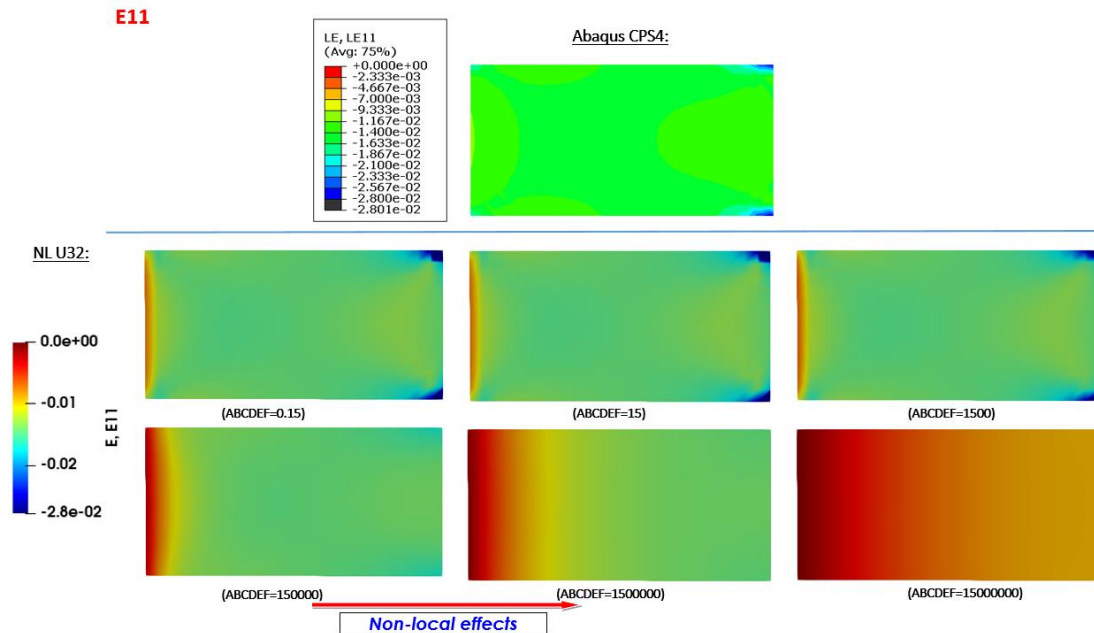 E11
LE, LE11
(Avg: 75%)
+0.000e+00
-2.333e-03
-4.667e-03
-7.000e-03
-9.333e-03
-1.167e-02
-1.400e-02
-1.633e-02
-1.867e-02
-2.100e-02
-2.333e-02
-2.567e-02
-2.800e-02
-2.801e-02
Abaqus CPS4:
NL U32:
0.0e+00
-0.01
-0.02
-2.8e-02
E, E11
(ABCDEF=0.15)
(ABCDEF=15)
(ABCDEF=1500)
(ABCDEF=150000)
(ABCDEF=1500000)
(ABCDEF=15000000)
Non-local effects